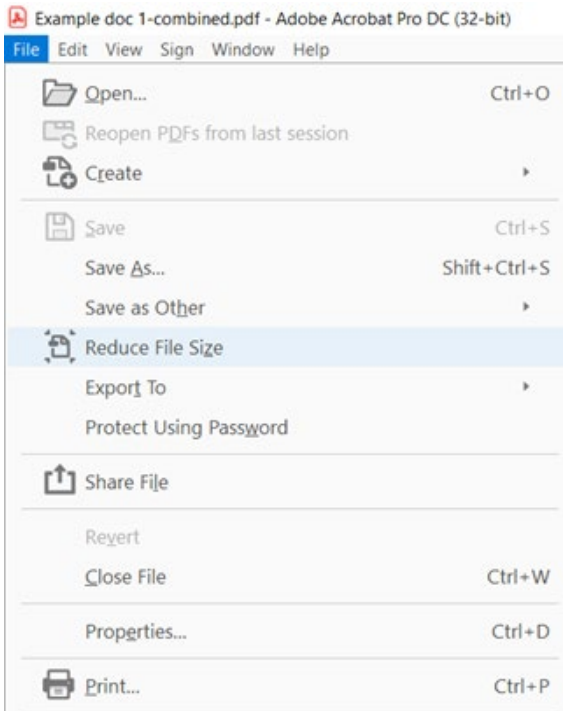 Example doc 1-combined.pdf - Adobe Acrobat Pro DC (32-bit)
File Edit View Sign Window Help
Open... Ctrl+O
Reopen PDFs from last session
Create
Save Ctrl+S
Save As... Shift+Ctrl+S
Save as Other
Reduce File Size
Export To
Protect Using Password
Share File
Revert
Close File Ctrl+W
Properties... Ctrl+D
Print... Ctrl+P